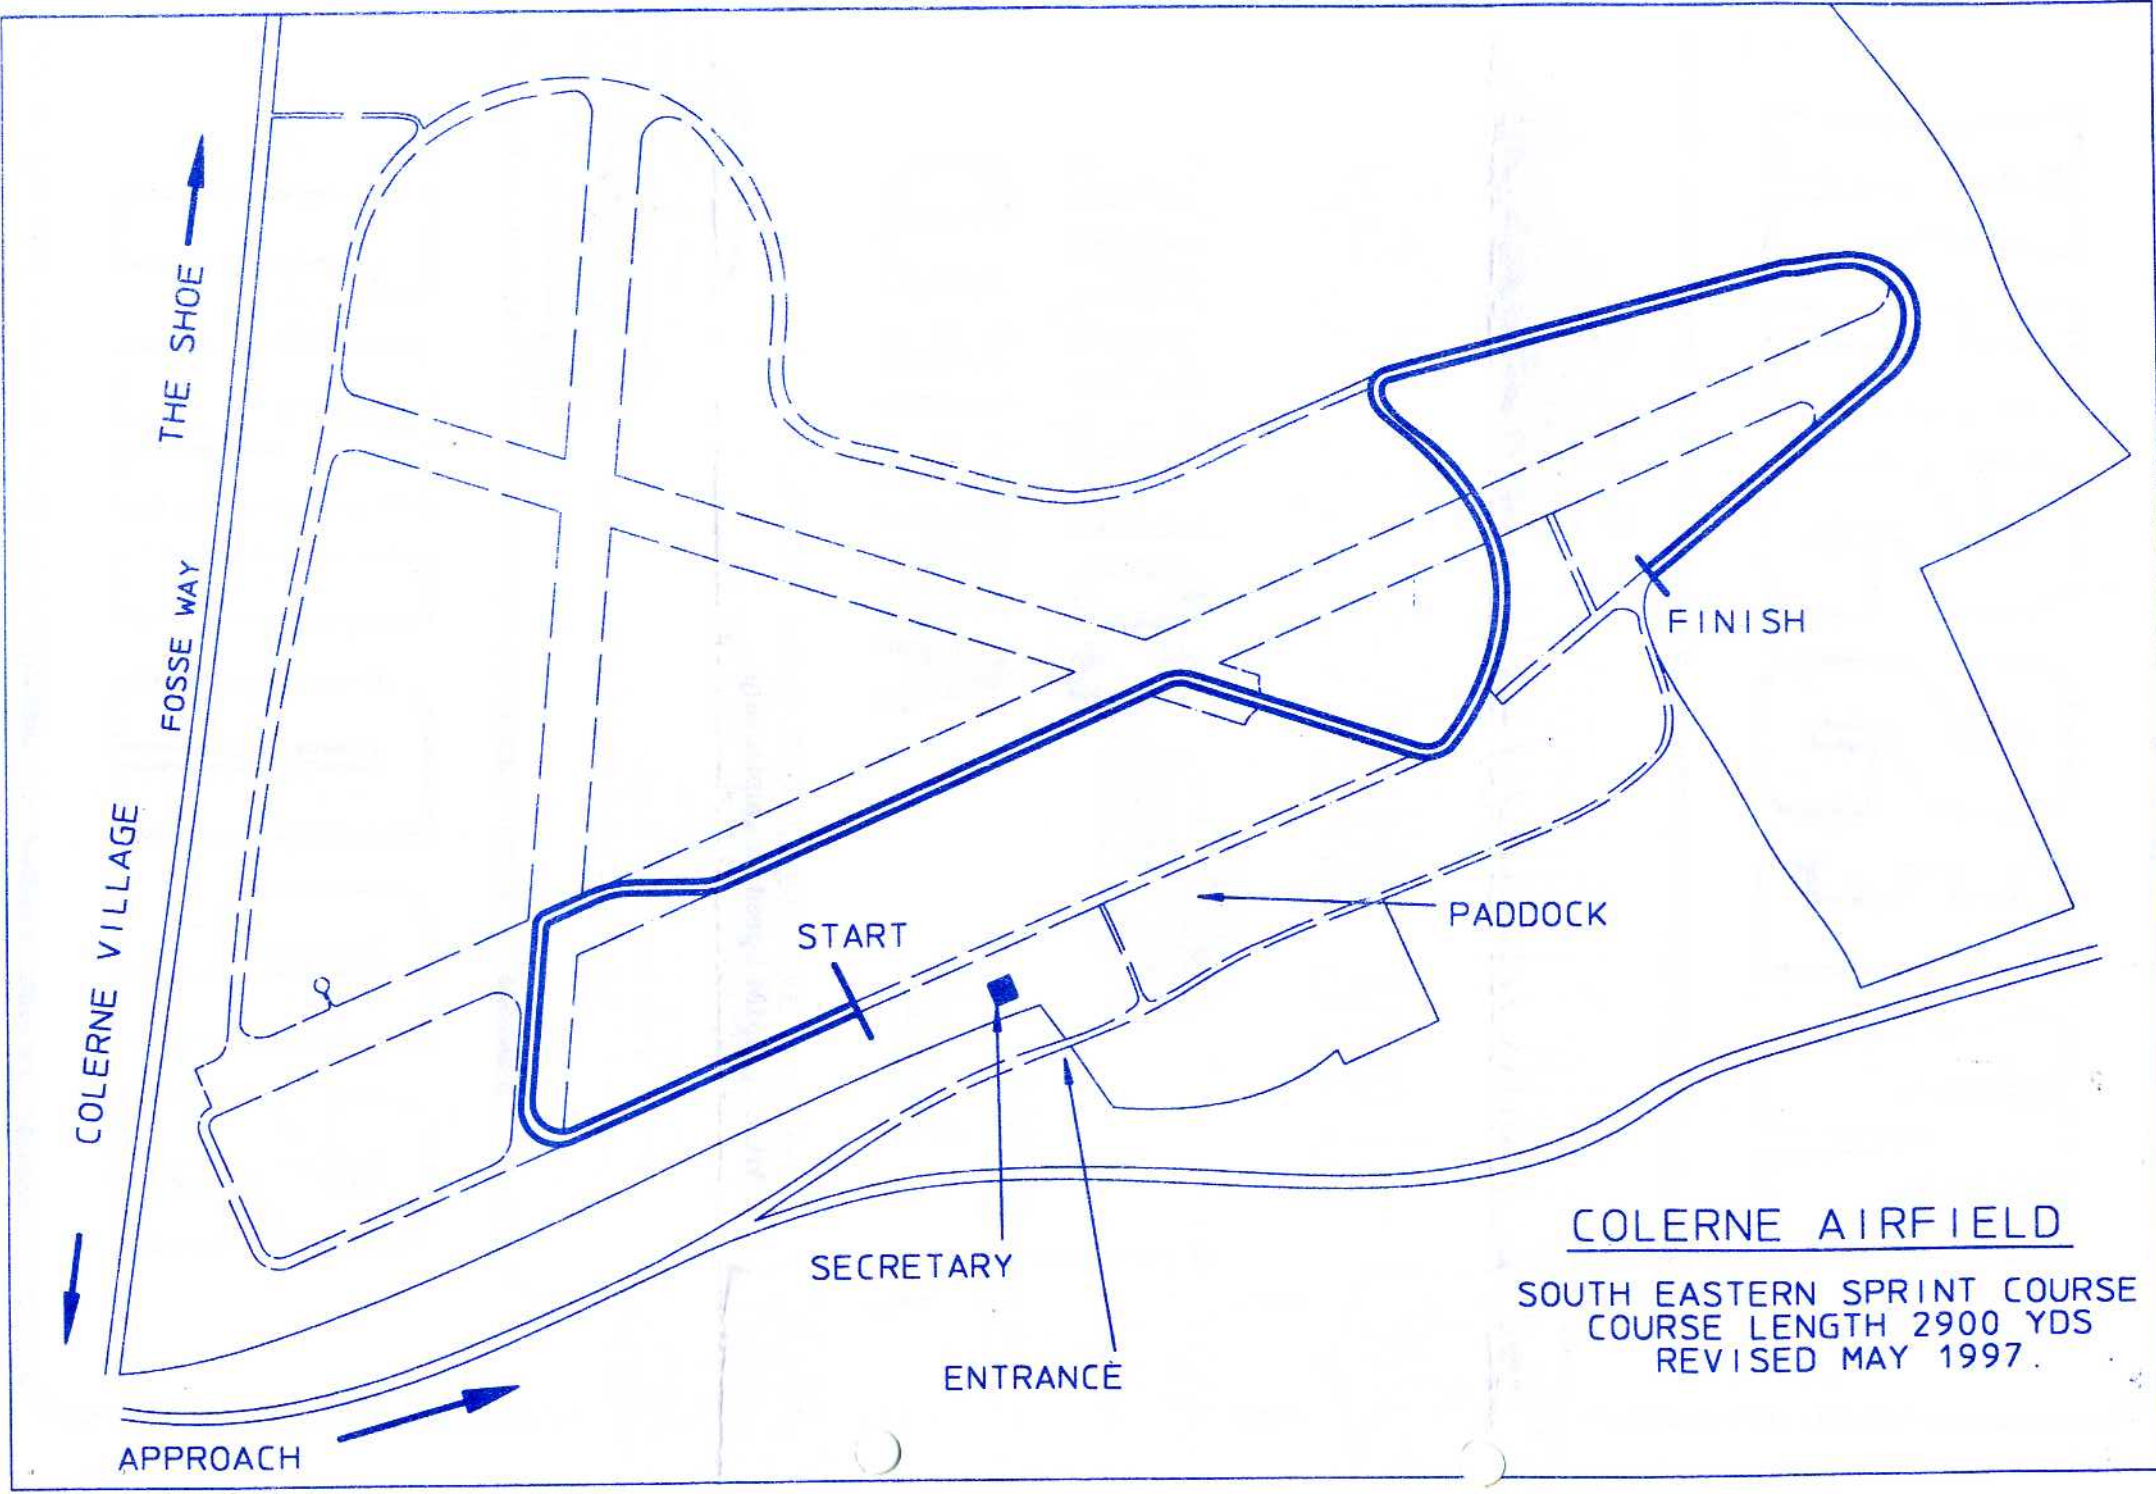 THE SHOE
FOSSE WAY
COLERNE VILLAGE
FINISH
START
PADDOCK
SECRETARY
ENTRANCE
APPROACH
COLERNE AIRFIELD
SOUTH EASTERN SPRINT COURSE
COURSE LENGTH 2900 YDS
REVISED MAY 1997.